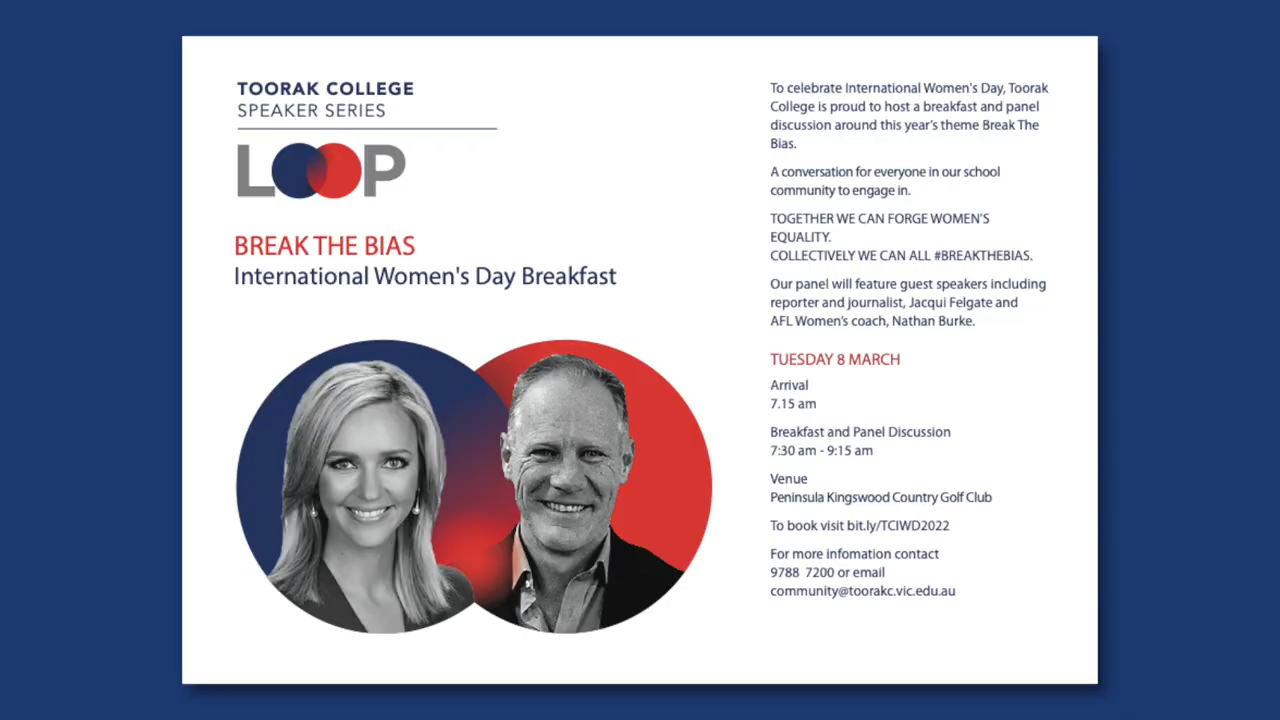 TOORAK COLLEGE
SPEAKER SERIES
LOOP
BREAK THE BIAS
International Women's Day Breakfast
To celebrate International Women's Day, Toorak
College is proud to host a breakfast and panel
discussion around this year's theme Break The
Bias.
A conversation for everyone in our school
community to engage in.
TOGETHER WE CAN FORGE WOMEN'S
EQUALITY.
COLLECTIVELY WE CAN ALL #BREAKTHEBIAS.
Our panel will feature guest speakers including
reporter and journalist, Jacqui Felgate and
AFL Women's coach, Nathan Burke.
TUESDAY 8 MARCH
Arrival
7.15 am
Breakfast and Panel Discussion
7:30 am - 9:15 am
Venue
Peninsula Kingswood Country Golf Club
To book visit bit.ly/TCIWD2022
For more infomation contact
9788 7200 or email
community@toorakc.vic.edu.au